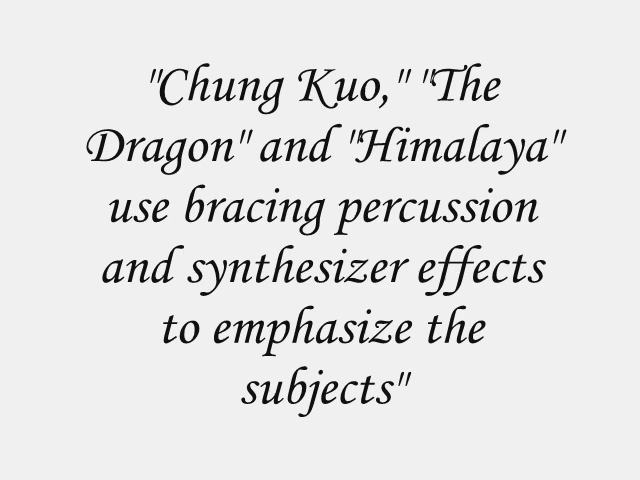 "Chung Kuo," "The
Dragon" and "Himalaya"
use bracing percussion
and synthesizer effects
to emphasize the
subjects"